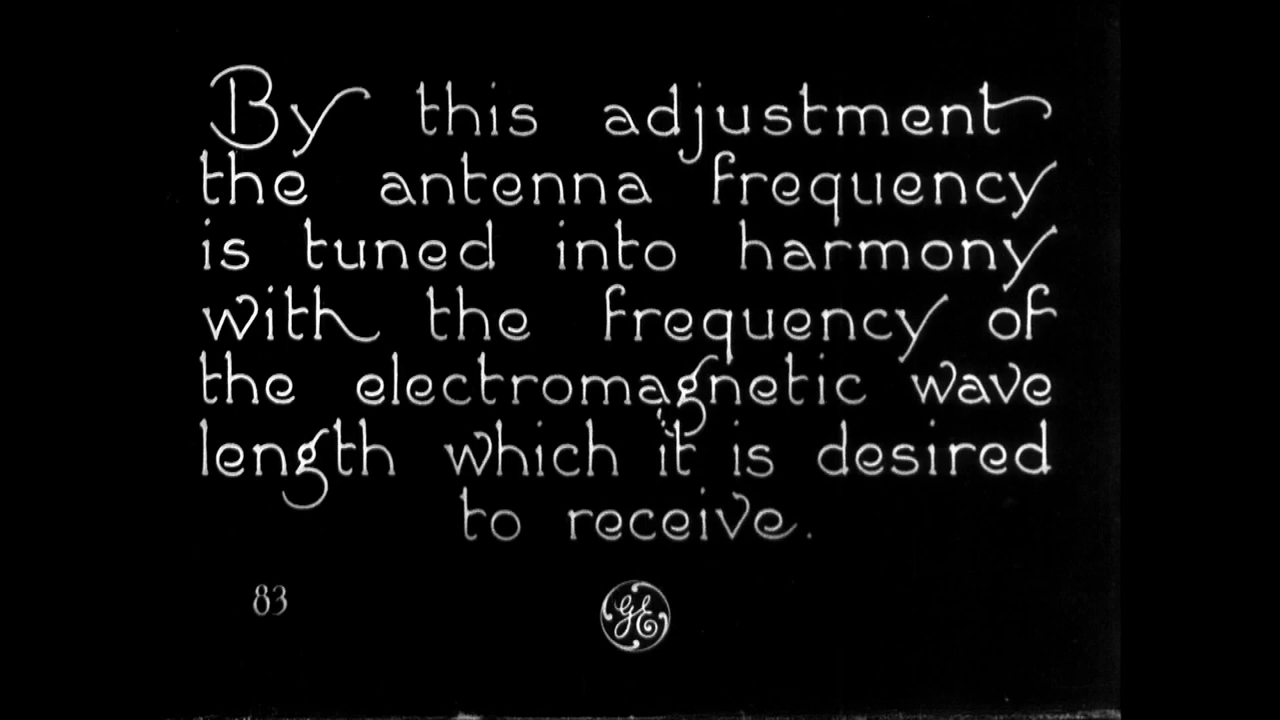 By this adjustment
the antenna frequency
is tuned into harmony
with the frequency of
the electromagnetic wave
length which it is desired
to receive.
83
GE